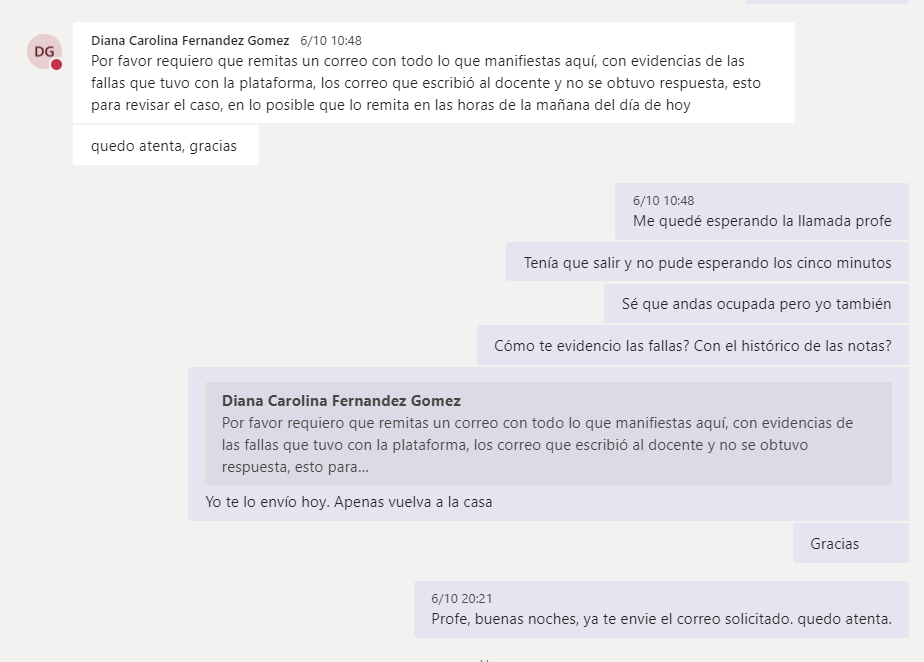 DG
Diana Carolina Fernandez Gomez 6/10 10:48
Por favor requiero que remitas un correo con todo lo que manifiestas aquí, con evidencias de las
fallas que tuvo con la plataforma, los correo que escribió al docente y no se obtuvo respuesta, esto
para revisar el caso, en lo posible que lo remita en las horas de la mañana del día de hoy
quedo atenta, gracias
6/10 10:48
Me quedé esperando la llamada profe
Tenía que salir y no pude esperando los cinco minutos
Sé que andas ocupada pero yo también
Cómo te evidencio las fallas? Con el histórico de las notas?
Diana Carolina Fernandez Gomez
Por favor requiero que remitas un correo con todo lo que manifiestas aquí, con evidencias de
las fallas que tuvo con la plataforma, los correo que escribió al docente y no se obtuvo
respuesta, esto para...
Yo te lo envío hoy. Apenas vuelva a la casa
Gracias
6/10 20:21
Profe, buenas noches, ya te envie el correo solicitado. quedo atenta.